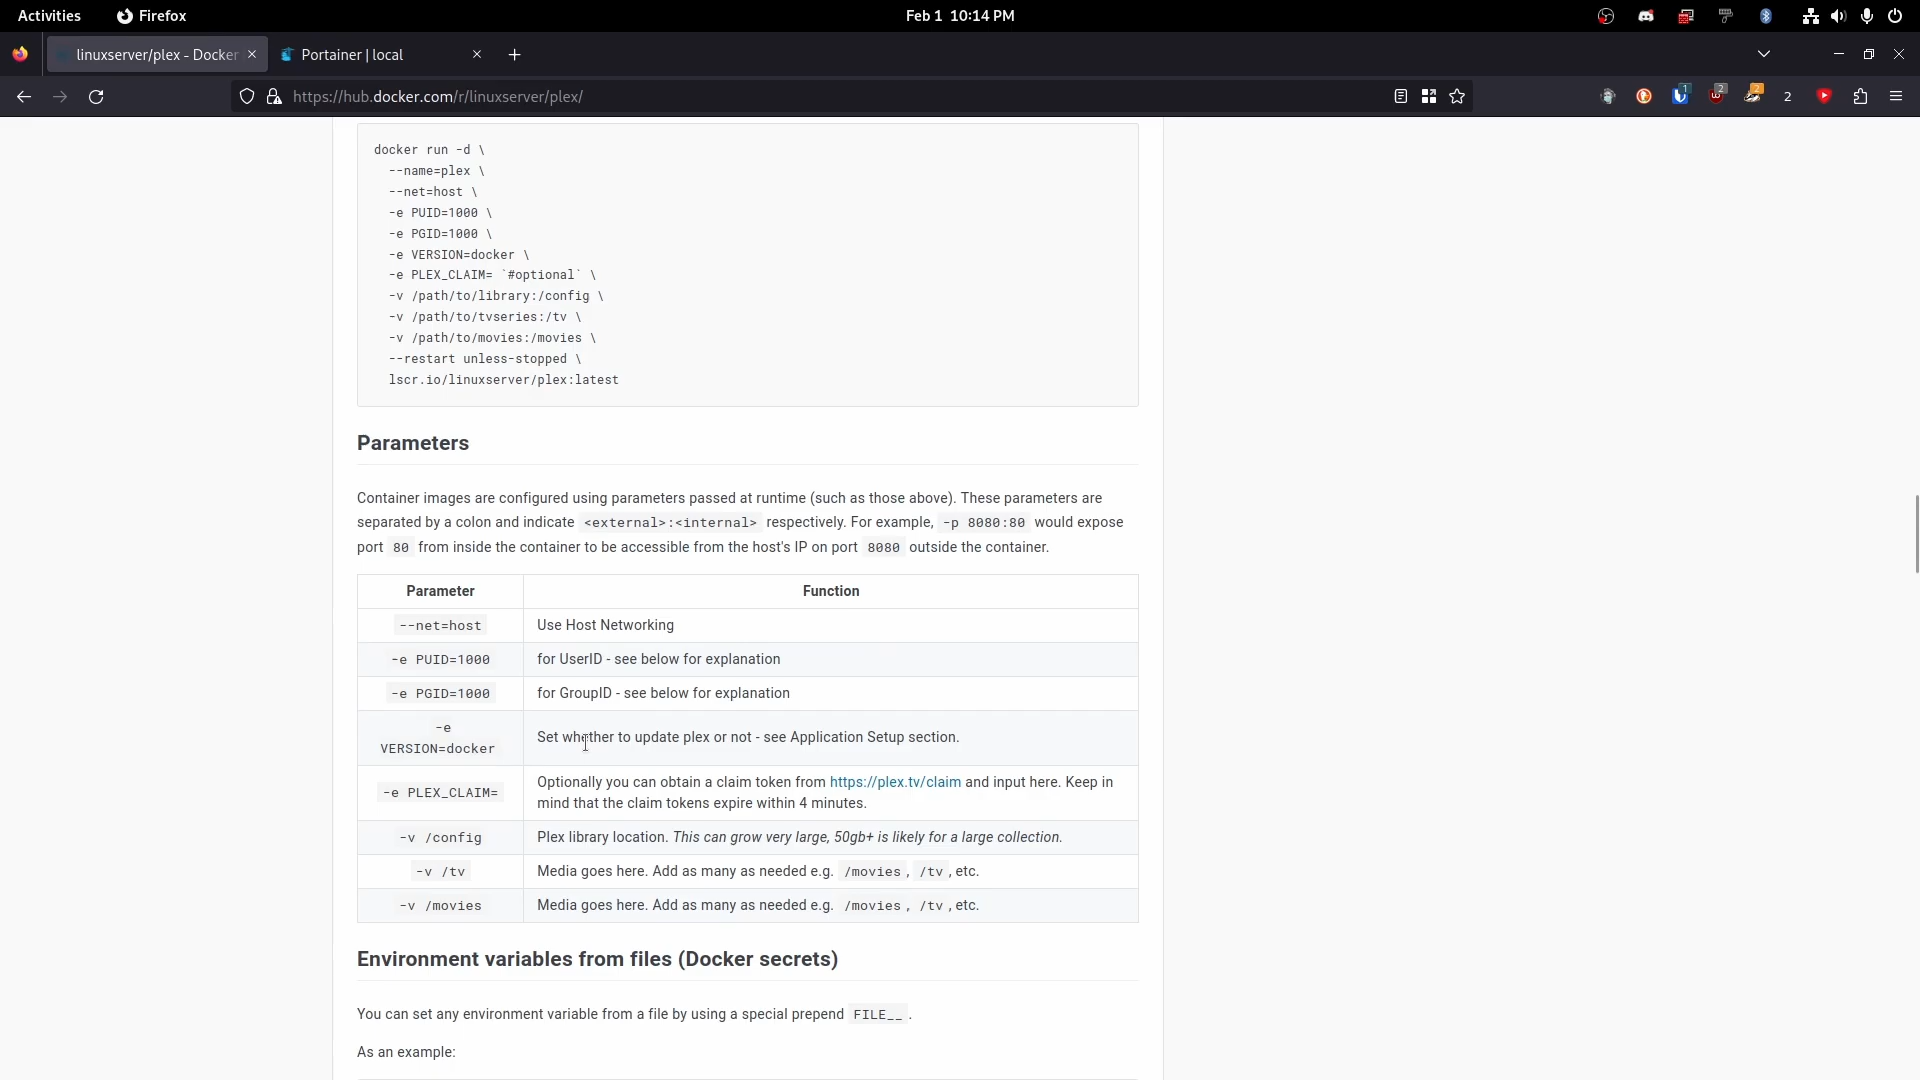 Activities
Firefox
Feb 1 10:14 PM
linuxserver/plex - Docker
Portainer | local
https://hub.docker.com/r/linuxserver/plex/
1
2
2
2
docker run -d \
--name=plex \
--net=host \
-e PUID=1000 \
-e PGID=1000 \
-e VERSION=docker \
-e PLEX_CLAIM= `#optional` \
-v /path/to/library:/config \
-v /path/to/tvseries:/tv \
-v /path/to/movies:/movies \
--restart unless-stopped \
lscr.io/linuxserver/plex:latest
Parameters
Container images are configured using parameters passed at runtime (such as those above). These parameters are
separated by a colon and indicate <external>:<internal> respectively. For example, -p 8080:80 would expose
port 80 from inside the container to be accessible from the host's IP on port 8080 outside the container.
Parameter Function
--net=host Use Host Networking
-e PUID=1000 for UserID - see below for explanation
-e PGID=1000 for GroupID - see below for explanation
-e
VERSION=docker
Set whether to update plex or not - see Application Setup section.
-e PLEX_CLAIM=
Optionally you can obtain a claim token from https://plex.tv/claim and input here. Keep in
mind that the claim tokens expire within 4 minutes.
-v /config Plex library location. This can grow very large, 50gb+ is likely for a large collection.
-v /tv Media goes here. Add as many as needed e.g. /movies, /tv, etc.
-v /movies Media goes here. Add as many as needed e.g. /movies, /tv, etc.
Environment variables from files (Docker secrets)
You can set any environment variable from a file by using a special prepend FILE__.
As an example: